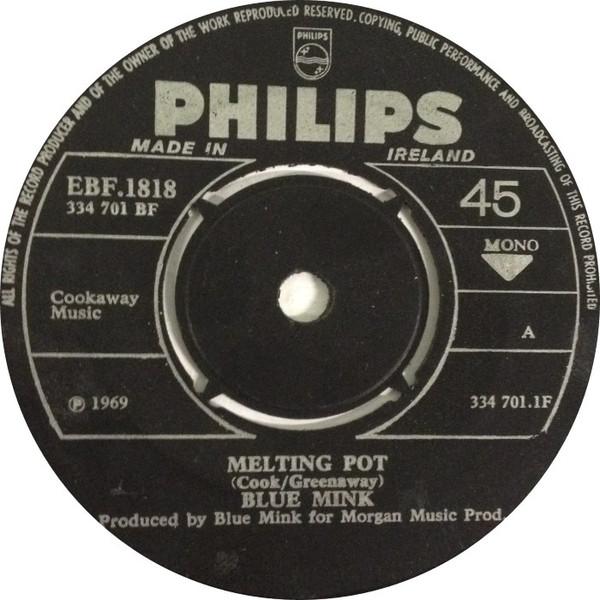 ALL RIGHTS OF THE RECORD PRODUCER AND OF THE OWNER OF THE WORK REPRODUCED RESERVED. COPYING, PUBLIC PERFORMANCE AND BROADCASTING OF THIS RECORD PROHIBITED
PHILIPS
PHILIPS
MADE IN IRELAND
EBF.1818
334 701 BF
45
MONO
Cookaway
Music
A
℗ 1969
334 701.1F
MELTING POT
(Cook/Greenaway)
BLUE MINK
Produced by Blue Mink for Morgan Music Prod.